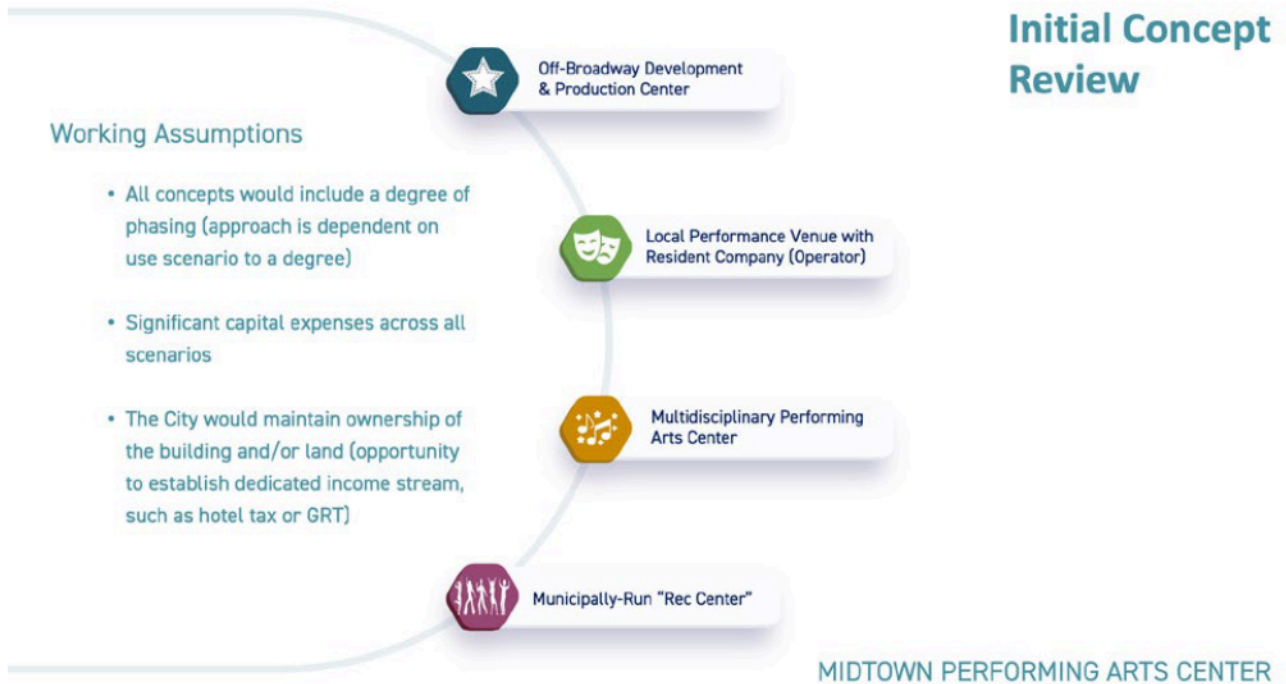 Initial Concept
Review
Off-Broadway Development
& Production Center
Working Assumptions
• All concepts would include a degree of
phasing (approach is dependent on
use scenario to a degree)
Local Performance Venue with
Resident Company (Operator)
• Significant capital expenses across all
scenarios
• The City would maintain ownership of
the building and/or land (opportunity
to establish dedicated income stream,
such as hotel tax or GRT)
Multidisciplinary Performing
Arts Center
Municipally-Run "Rec Center"
MIDTOWN PERFORMING ARTS CENTER